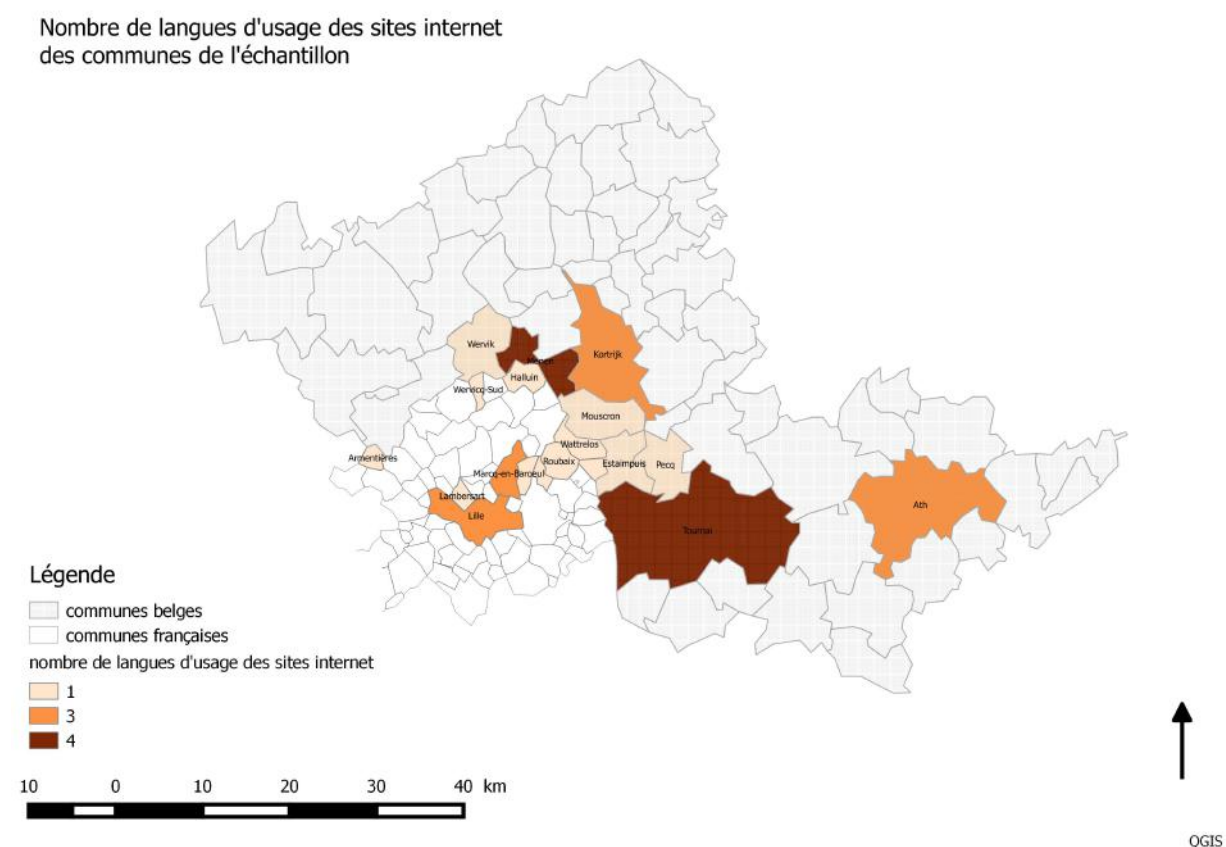 Nombre de langues d'usage des sites internet
des communes de l'échantillon
Wervik
Menen
Kortrijk
Halluin
Wervicq-Sud
Mouscron
Wattrelos
Armentières
Roubaix
Estaimpuis
Pecq
Marcq-en-Baroeul
Lambersart
Lille
Tournai
Ath
Légende
communes belges
communes françaises
nombre de langues d'usage des sites internet
1
3
4
10 0 10 20 30 40 km
QGIS